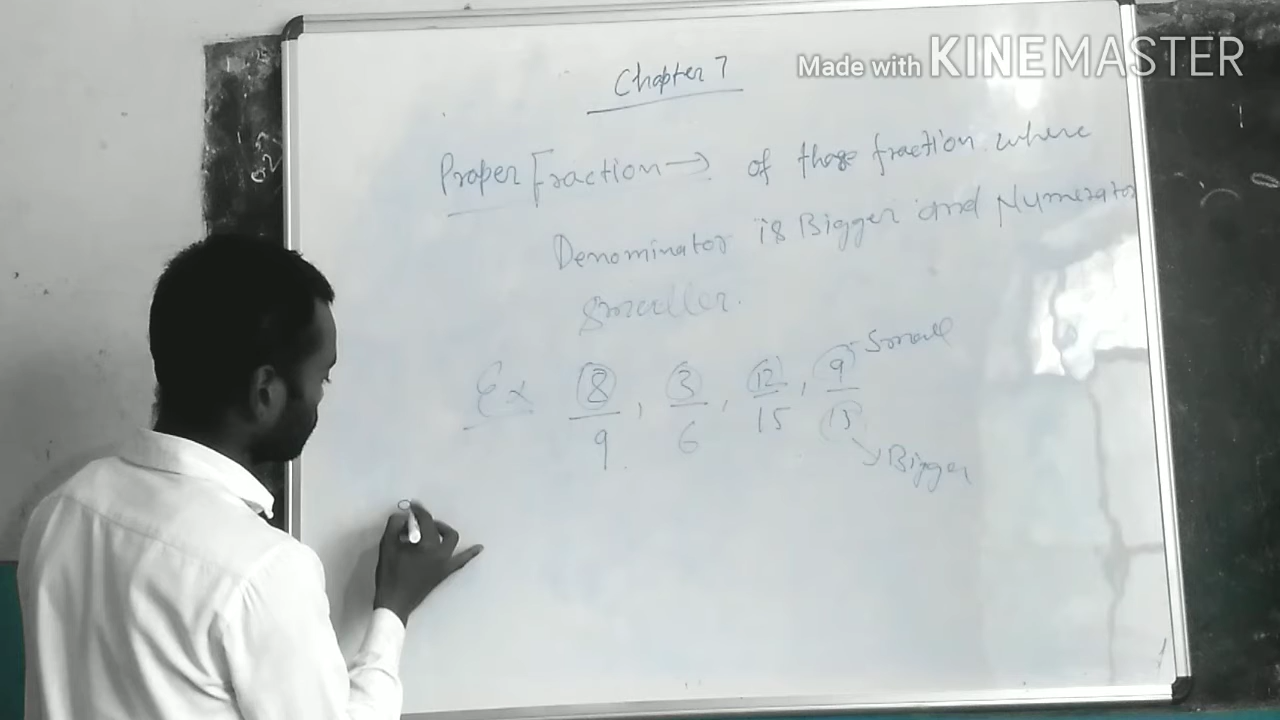 Made with KINEMASTER
Chapter 7
Proper Fraction → of those fraction where
Denominator is Bigger and Numerator
smaller.
Ex 8/9, 3/6, 12/15, 9/13 Small
Bigger